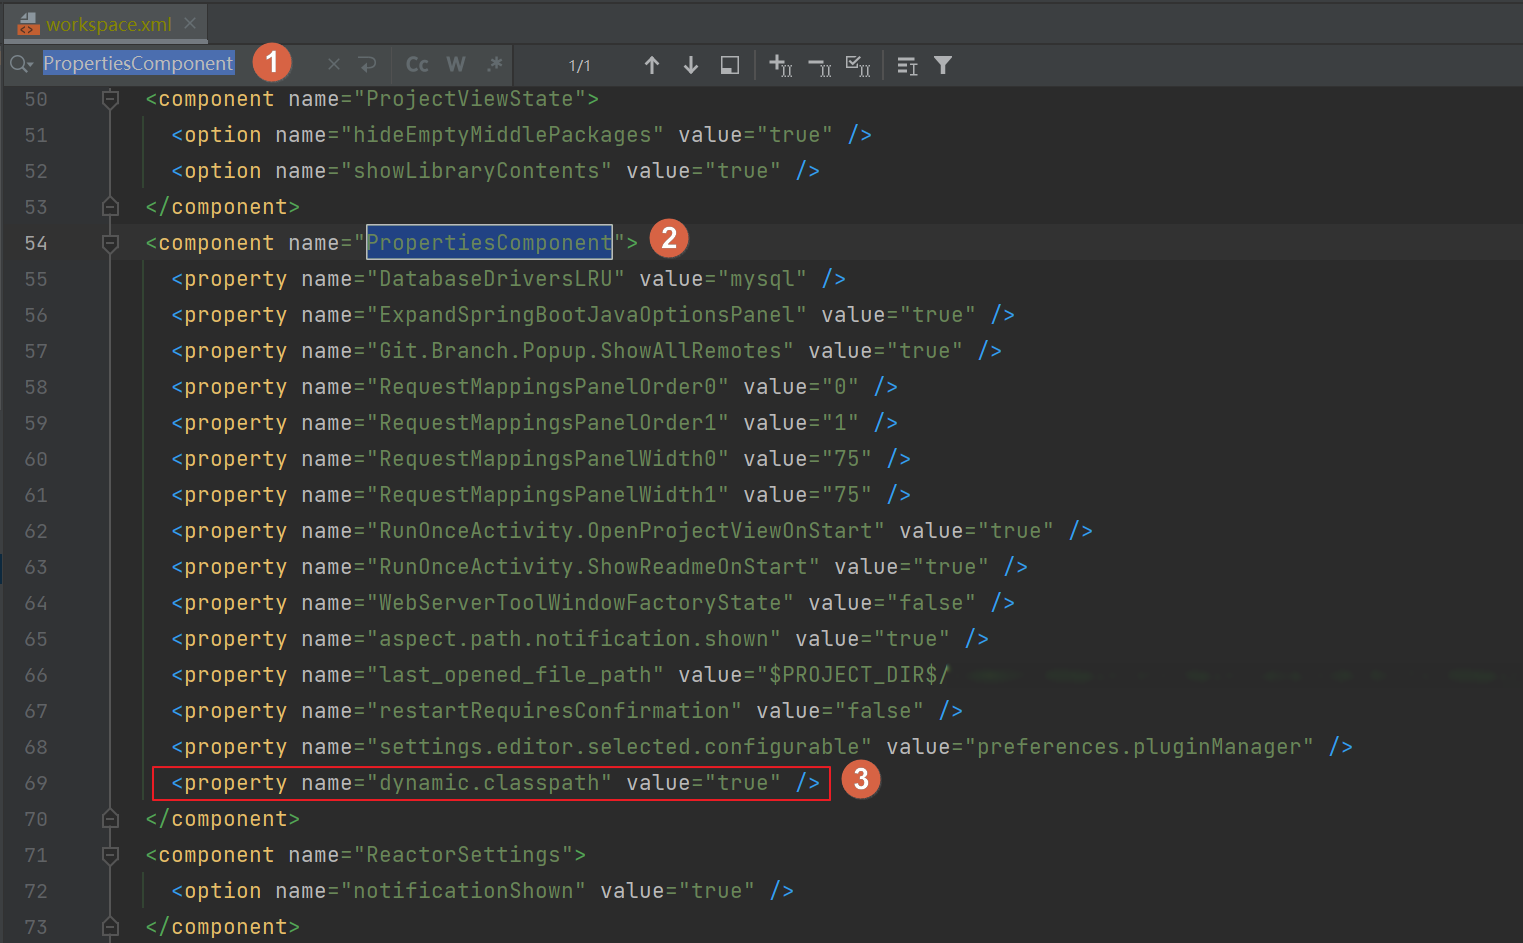 workspace.xml
PropertiesComponent 1 Cc W .* 1/1
50 <component name="ProjectViewState">
51 <option name="hideEmptyMiddlePackages" value="true" />
52 <option name="showLibraryContents" value="true" />
53 </component>
54 <component name="PropertiesComponent"> 2
55 <property name="DatabaseDriversLRU" value="mysql" />
56 <property name="ExpandSpringBootJavaOptionsPanel" value="true" />
57 <property name="Git.Branch.Popup.ShowAllRemotes" value="true" />
58 <property name="RequestMappingsPanelOrder0" value="0" />
59 <property name="RequestMappingsPanelOrder1" value="1" />
60 <property name="RequestMappingsPanelWidth0" value="75" />
61 <property name="RequestMappingsPanelWidth1" value="75" />
62 <property name="RunOnceActivity.OpenProjectViewOnStart" value="true" />
63 <property name="RunOnceActivity.ShowReadmeOnStart" value="true" />
64 <property name="WebServerToolWindowFactoryState" value="false" />
65 <property name="aspect.path.notification.shown" value="true" />
66 <property name="last_opened_file_path" value="$PROJECT_DIR$/
67 <property name="restartRequiresConfirmation" value="false" />
68 <property name="settings.editor.selected.configurable" value="preferences.pluginManager" />
69 <property name="dynamic.classpath" value="true" /> 3
70 </component>
71 <component name="ReactorSettings">
72 <option name="notificationShown" value="true" />
73 </component>